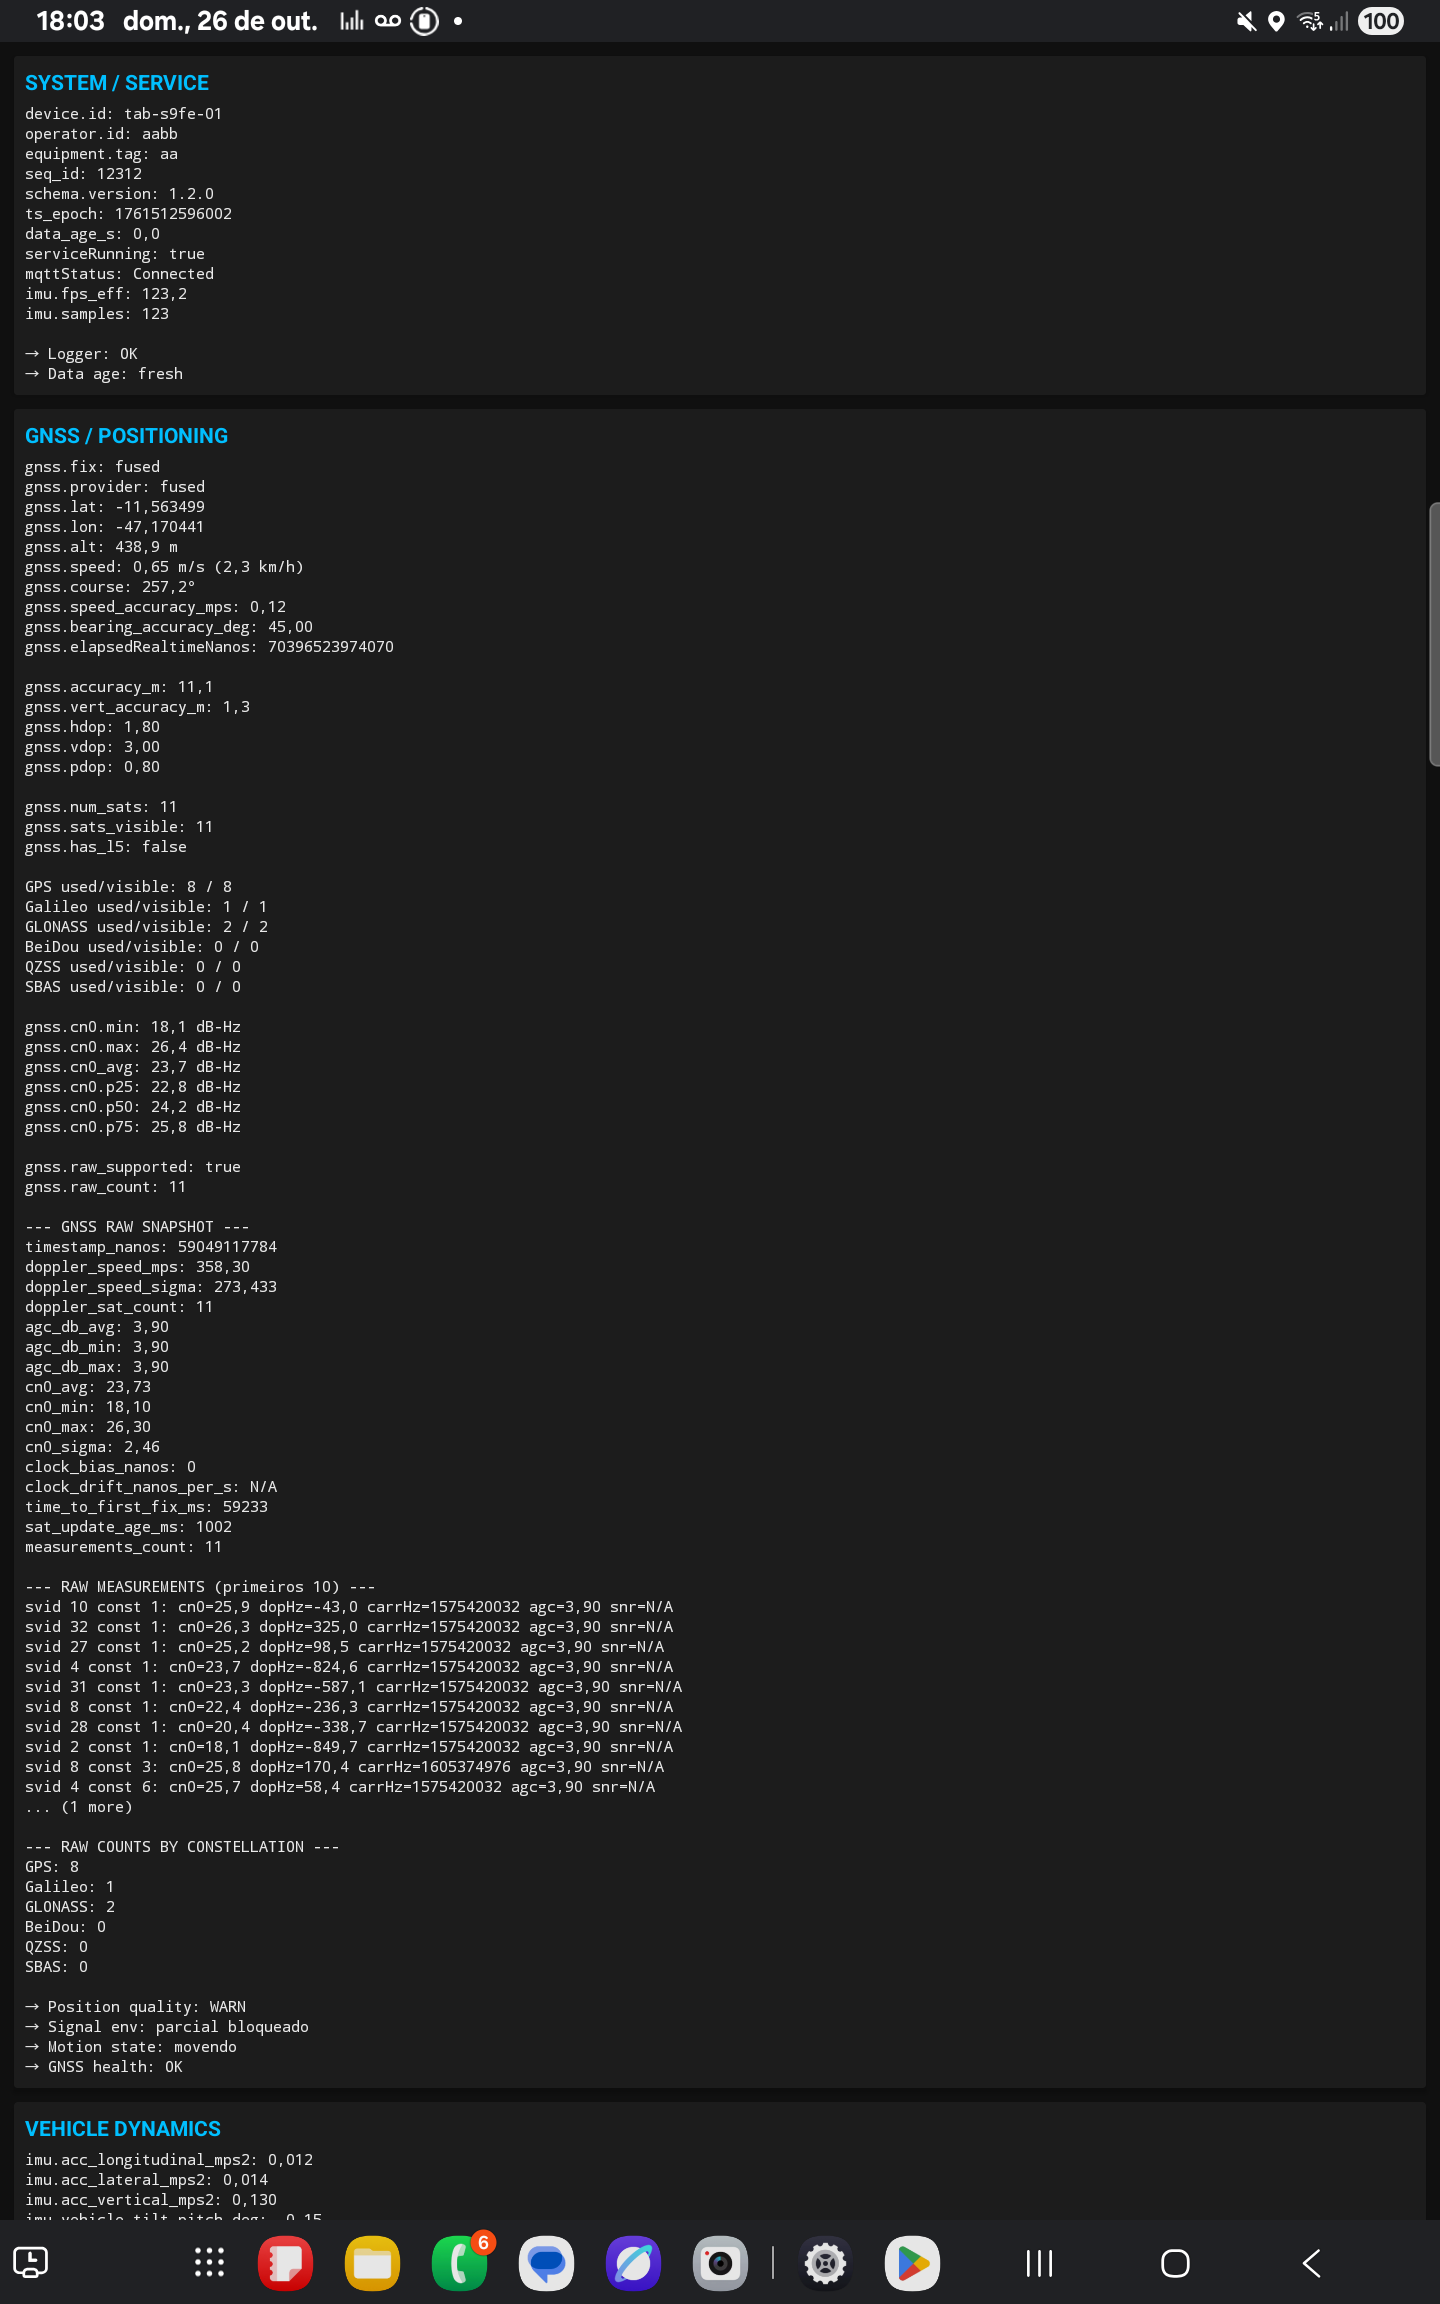 18:03 dom., 26 de out.
100
SYSTEM / SERVICE
device.id: tab-s9fe-01
operator.id: aabb
equipment.tag: aa
seq_id: 12312
schema.version: 1.2.0
ts_epoch: 1761512596002
data_age_s: 0,0
serviceRunning: true
mqttStatus: Connected
imu.fps_eff: 123,2
imu.samples: 123
→ Logger: OK
→ Data age: fresh
GNSS / POSITIONING
gnss.fix: fused
gnss.provider: fused
gnss.lat: -11,563499
gnss.lon: -47,170441
gnss.alt: 438,9 m
gnss.speed: 0,65 m/s (2,3 km/h)
gnss.course: 257,2°
gnss.speed_accuracy_mps: 0,12
gnss.bearing_accuracy_deg: 45,00
gnss.elapsedRealtimeNanos: 70396523974070
gnss.accuracy_m: 11,1
gnss.vert_accuracy_m: 1,3
gnss.hdop: 1,80
gnss.vdop: 3,00
gnss.pdop: 0,80
gnss.num_sats: 11
gnss.sats_visible: 11
gnss.has_l5: false
GPS used/visible: 8 / 8
Galileo used/visible: 1 / 1
GLONASS used/visible: 2 / 2
BeiDou used/visible: 0 / 0
QZSS used/visible: 0 / 0
SBAS used/visible: 0 / 0
gnss.cn0.min: 18,1 dB-Hz
gnss.cn0.max: 26,4 dB-Hz
gnss.cn0_avg: 23,7 dB-Hz
gnss.cn0.p25: 22,8 dB-Hz
gnss.cn0.p50: 24,2 dB-Hz
gnss.cn0.p75: 25,8 dB-Hz
gnss.raw_supported: true
gnss.raw_count: 11
--- GNSS RAW SNAPSHOT ---
timestamp_nanos: 59049117784
doppler_speed_mps: 358,30
doppler_speed_sigma: 273,433
doppler_sat_count: 11
agc_db_avg: 3,90
agc_db_min: 3,90
agc_db_max: 3,90
cn0_avg: 23,73
cn0_min: 18,10
cn0_max: 26,30
cn0_sigma: 2,46
clock_bias_nanos: 0
clock_drift_nanos_per_s: N/A
time_to_first_fix_ms: 59233
sat_update_age_ms: 1002
measurements_count: 11
--- RAW MEASUREMENTS (primeiros 10) ---
svid 10 const 1: cn0=25,9 dopHz=-43,0 carrHz=1575420032 agc=3,90 snr=N/A
svid 32 const 1: cn0=26,3 dopHz=325,0 carrHz=1575420032 agc=3,90 snr=N/A
svid 27 const 1: cn0=25,2 dopHz=98,5 carrHz=1575420032 agc=3,90 snr=N/A
svid 4 const 1: cn0=23,7 dopHz=-824,6 carrHz=1575420032 agc=3,90 snr=N/A
svid 31 const 1: cn0=23,3 dopHz=-587,1 carrHz=1575420032 agc=3,90 snr=N/A
svid 8 const 1: cn0=22,4 dopHz=-236,3 carrHz=1575420032 agc=3,90 snr=N/A
svid 28 const 1: cn0=20,4 dopHz=-338,7 carrHz=1575420032 agc=3,90 snr=N/A
svid 2 const 1: cn0=18,1 dopHz=-849,7 carrHz=1575420032 agc=3,90 snr=N/A
svid 8 const 3: cn0=25,8 dopHz=170,4 carrHz=1605374976 agc=3,90 snr=N/A
svid 4 const 6: cn0=25,7 dopHz=58,4 carrHz=1575420032 agc=3,90 snr=N/A
... (1 more)
--- RAW COUNTS BY CONSTELLATION ---
GPS: 8
Galileo: 1
GLONASS: 2
BeiDou: 0
QZSS: 0
SBAS: 0
→ Position quality: WARN
→ Signal env: parcial bloqueado
→ Motion state: movendo
→ GNSS health: OK
VEHICLE DYNAMICS
imu.acc_longitudinal_mps2: 0,012
imu.acc_lateral_mps2: 0,014
imu.acc_vertical_mps2: 0,130
imu.vehicle_tilt_pitch_deg: -0,15
6